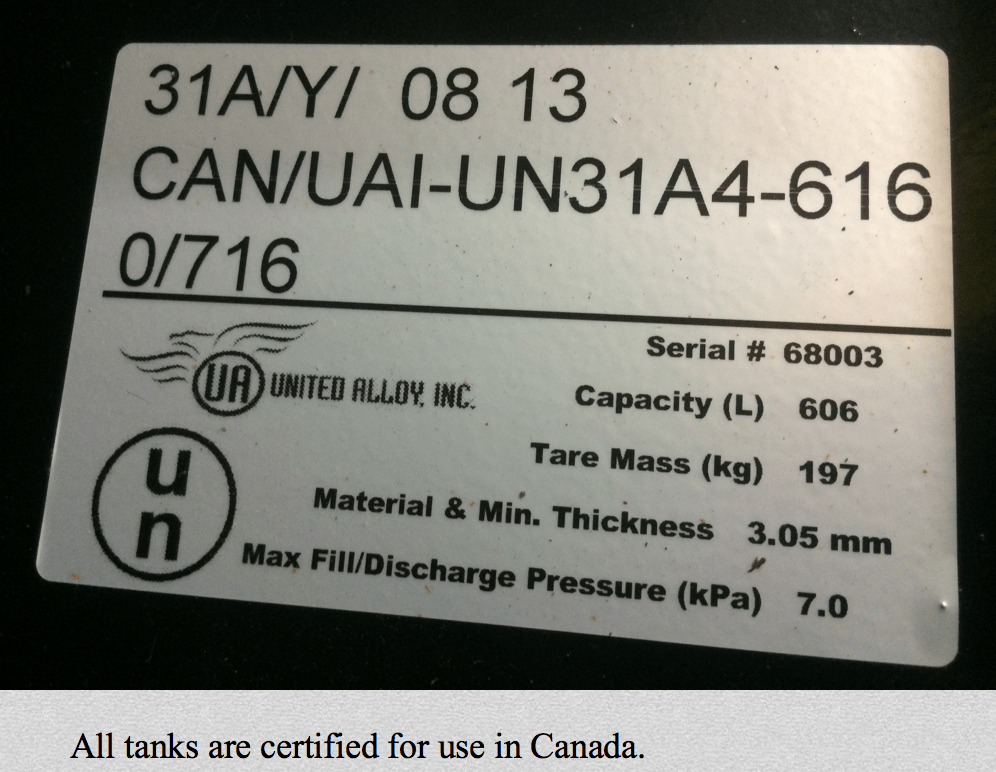 31A/Y/ 08 13
CAN/UAI-UN31A4-616
0/716
UA UNITED ALLOY, INC.
Serial # 68003
Capacity (L) 606
Tare Mass (kg) 197
Material & Min. Thickness 3.05 mm
Max Fill/Discharge Pressure (kPa) 7.0
u
n
All tanks are certified for use in Canada.